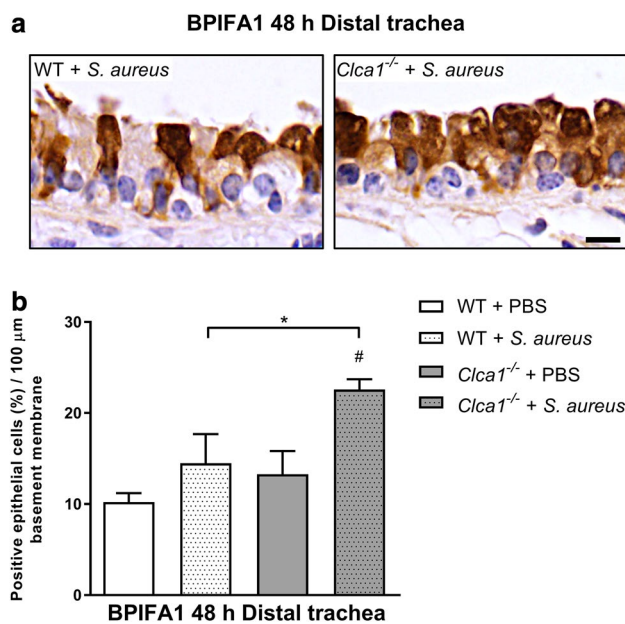 a
BPIFA1 48 h Distal trachea
WT + S. aureus
Clca1-/- + S. aureus
b
Positive epithelial cells (%) / 100 µm
basement membrane
30
20
10
0
*
#
WT + PBS
WT + S. aureus
Clca1-/- + PBS
Clca1-/- + S. aureus
BPIFA1 48 h Distal trachea